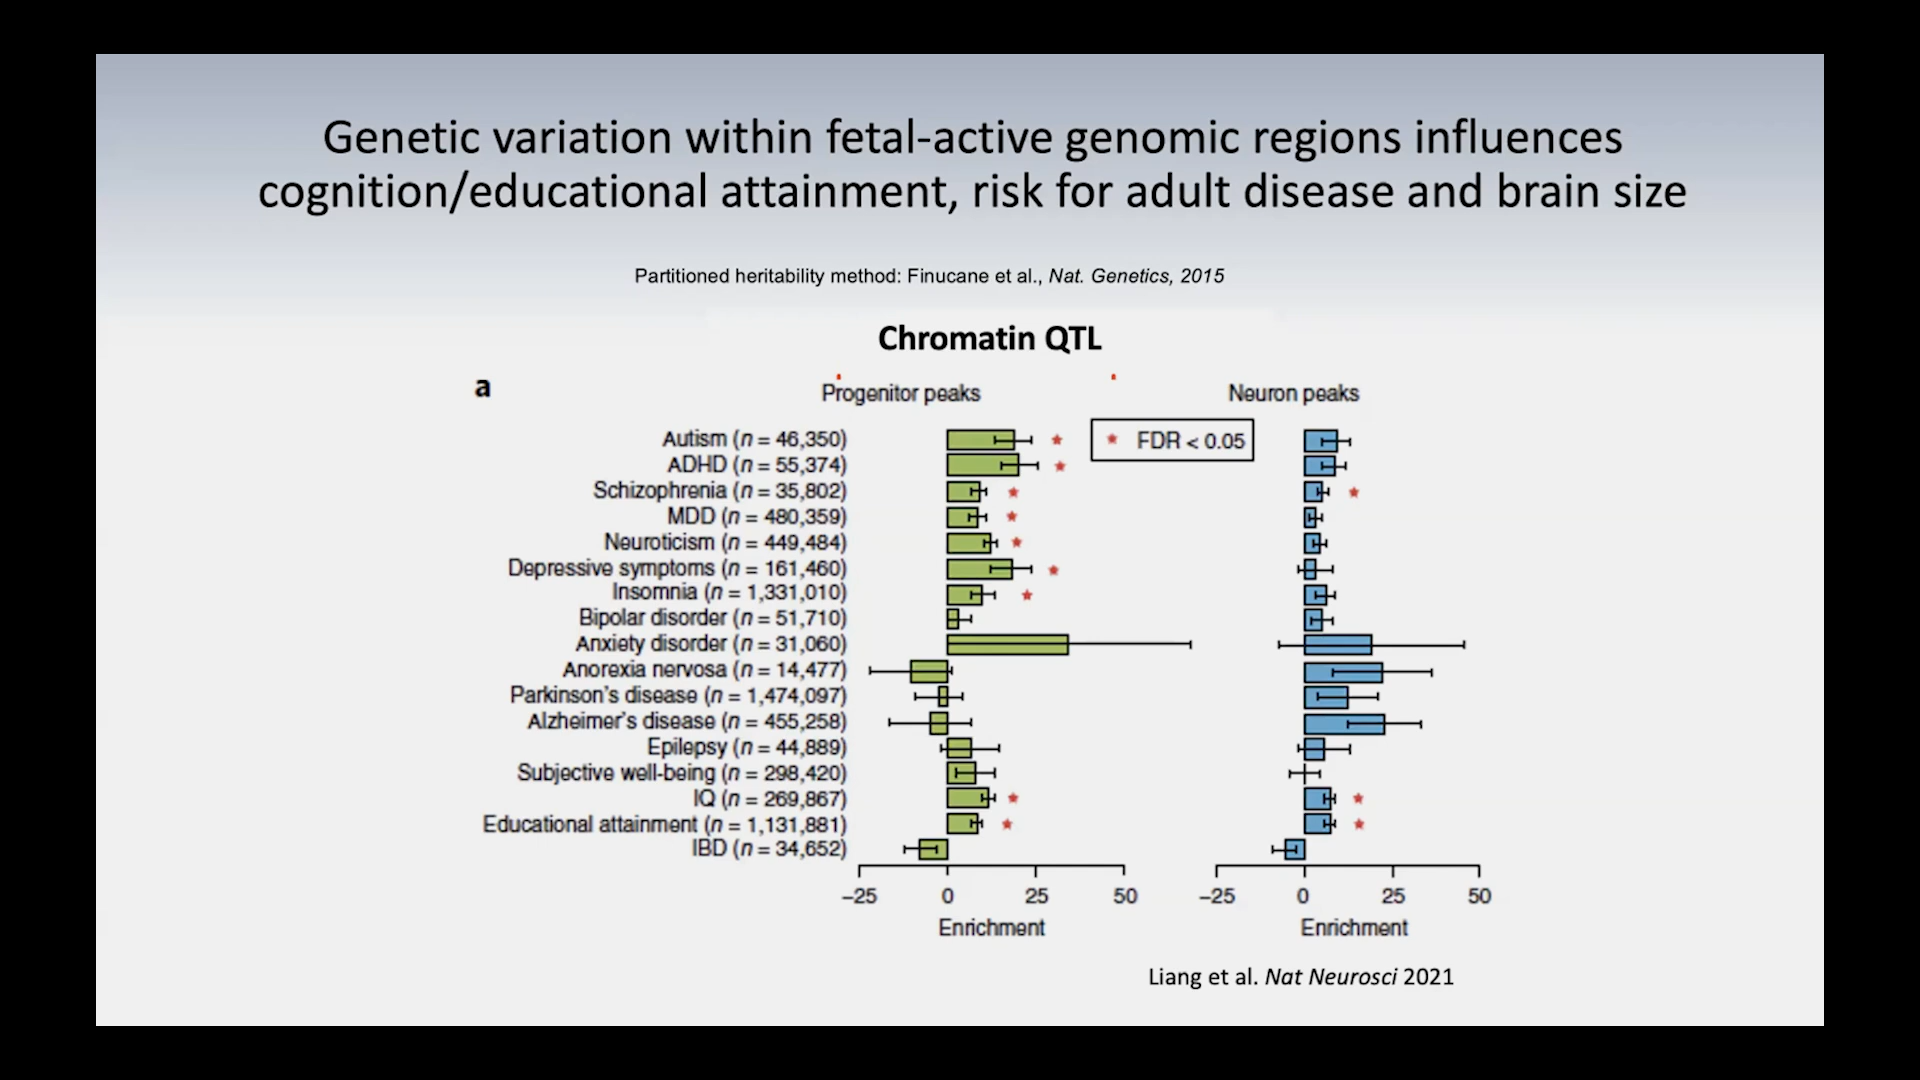 Genetic variation within fetal-active genomic regions influences
cognition/educational attainment, risk for adult disease and brain size
Partitioned heritability method: Finucane et al., Nat. Genetics, 2015
Chromatin QTL
a
Progenitor peaks
Neuron peaks
FDR < 0.05
Autism (n = 46,350)
ADHD (n = 55,374)
Schizophrenia (n = 35,802)
MDD (n = 480,359)
Neuroticism (n = 449,484)
Depressive symptoms (n = 161,460)
Insomnia (n = 1,331,010)
Bipolar disorder (n = 51,710)
Anxiety disorder (n = 31,060)
Anorexia nervosa (n = 14,477)
Parkinson's disease (n = 1,474,097)
Alzheimer's disease (n = 455,258)
Epilepsy (n = 44,889)
Subjective well-being (n = 298,420)
IQ (n = 269,867)
Educational attainment (n = 1,131,881)
IBD (n = 34,652)
−25 0 25 50
Enrichment
−25 0 25 50
Enrichment
Liang et al. Nat Neurosci 2021